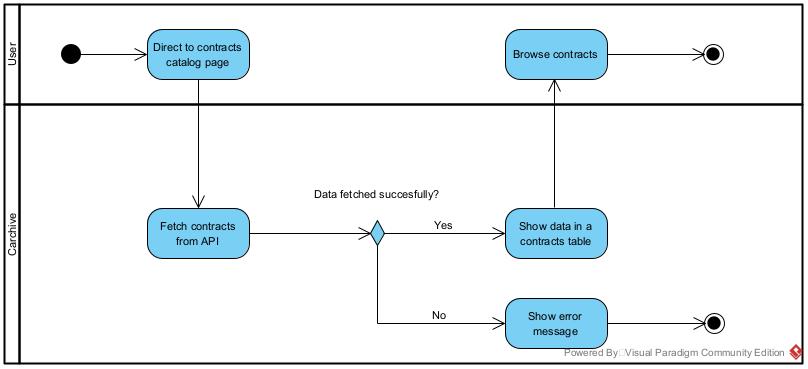 User
Direct to contracts
catalog page
Browse contracts
Carchive
Data fetched succesfully?
Fetch contracts
from API
Yes
Show data in a
contracts table
No
Show error
message
Powered By Visual Paradigm Community Edition